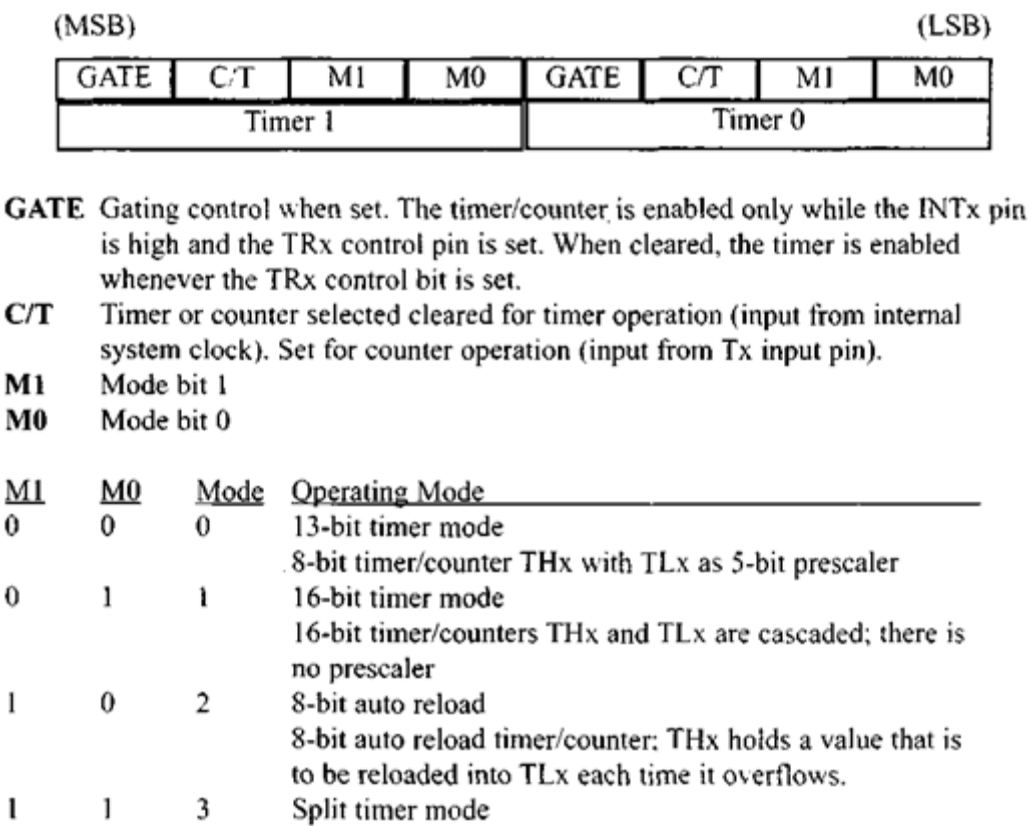 (MSB) (LSB)
GATE C/T M1 M0 GATE C/T M1 M0
Timer 1 Timer 0
GATE Gating control when set. The timer/counter is enabled only while the INTx pin
is high and the TRx control pin is set. When cleared, the timer is enabled
whenever the TRx control bit is set.
C/T Timer or counter selected cleared for timer operation (input from internal
system clock). Set for counter operation (input from Tx input pin).
M1 Mode bit 1
M0 Mode bit 0
M1 M0 Mode Operating Mode
0 0 0 13-bit timer mode
8-bit timer/counter THx with TLx as 5-bit prescaler
0 1 1 16-bit timer mode
16-bit timer/counters THx and TLx are cascaded; there is
no prescaler
1 0 2 8-bit auto reload
8-bit auto reload timer/counter; THx holds a value that is
to be reloaded into TLx each time it overflows.
1 1 3 Split timer mode